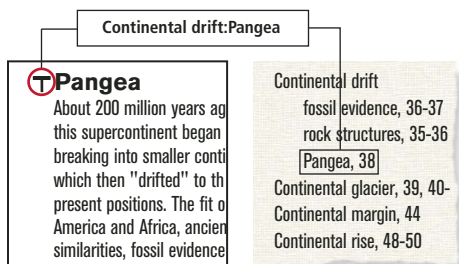 Continental drift:Pangea
TPangea
About 200 million years ag
this supercontinent began
breaking into smaller conti
which then "drifted" to th
present positions. The fit o
America and Africa, ancien
similarities, fossil evidence
Continental drift
fossil evidence, 36-37
rock structures, 35-36
Pangea, 38
Continental glacier, 39, 40-
Continental margin, 44
Continental rise, 48-50